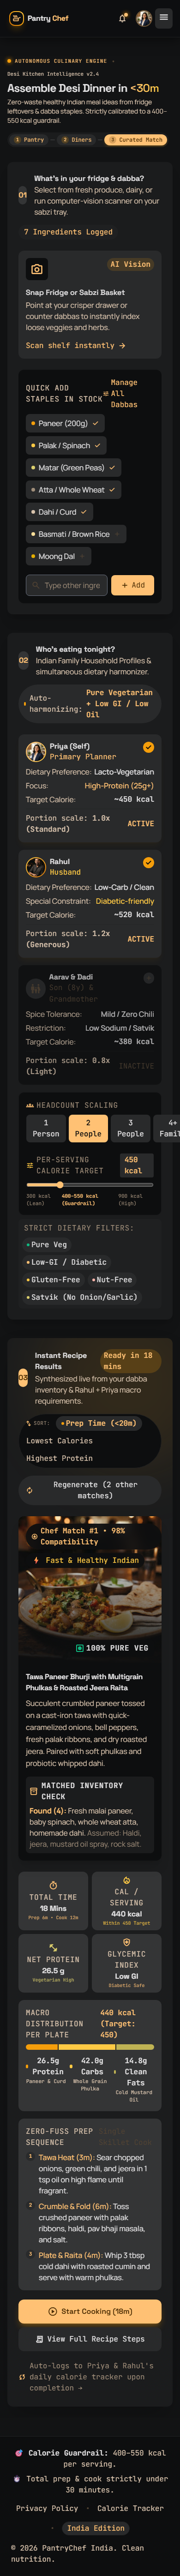 Pantry Chef
AUTONOMOUS CULINARY ENGINE
Desi Kitchen Intelligence v2.4
Assemble Desi Dinner in <30m
Zero-waste healthy Indian meal ideas from fridge
leftovers & dabba staples. Strictly calibrated to a 400–
550 kcal guardrail.
1 Pantry
2 Diners
3 Curated Match
01
What's in your fridge & dabba?
Select from fresh produce, dairy, or
run computer-vision scanner on your
sabzi tray.
7 Ingredients Logged
AI Vision
Snap Fridge or Sabzi Basket
Point at your crisper drawer or
counter dabbas to instantly index
loose veggies and herbs.
Scan shelf instantly →
QUICK ADD
STAPLES IN STOCK
Manage
All
Dabbas
Paneer (200g) ✓
Palak / Spinach ✓
Matar (Green Peas) ✓
Atta / Whole Wheat ✓
Dahi / Curd ✓
Basmati / Brown Rice
Moong Dal
Type other ingre
+ Add
02
Who's eating tonight?
Indian Family Household Profiles &
simultaneous dietary harmonizer.
Auto-
harmonizing:
Pure Vegetarian
+ Low GI / Low
Oil
Priya (Self)
Primary Planner
Dietary Preference: Lacto-Vegetarian
Focus: High-Protein (25g+)
Target Calorie: ~450 kcal
Portion scale: 1.0x
(Standard)
ACTIVE
Rahul
Husband
Dietary Preference: Low-Carb / Clean
Special Constraint: Diabetic-friendly
Target Calorie: ~520 kcal
Portion scale: 1.2x
(Generous)
ACTIVE
Aarav & Dadi
Son (8y) &
Grandmother
Spice Tolerance: Mild / Zero Chili
Restriction: Low Sodium / Satvik
Target Calorie: ~380 kcal
Portion scale: 0.8x
(Light)
INACTIVE
HEADCOUNT SCALING
1
Person
2
People
3
People
4+
Famil
PER-SERVING
CALORIE TARGET
450
kcal
300 kcal
(Lean)
400-550 kcal
(Guardrail)
900 kcal
(High)
STRICT DIETARY FILTERS:
Pure Veg
Low-GI / Diabetic
Gluten-Free
Nut-Free
Satvik (No Onion/Garlic)
03
Instant Recipe
Results
Ready in 18
mins
Synthesized live from your dabba
inventory & Rahul + Priya macro
requirements.
SORT:
Prep Time (<20m)
Lowest Calories
Highest Protein
Regenerate (2 other
matches)
Chef Match #1 • 98%
Compatibility
Fast & Healthy Indian
100% PURE VEG
Tawa Paneer Bhurji with Multigrain
Phulkas & Roasted Jeera Raita
Succulent crumbled paneer tossed
on a cast-iron tawa with quick-
caramelized onions, bell peppers,
fresh palak ribbons, and dry roasted
jeera. Paired with soft phulkas and
probiotic whipped dahi.
MATCHED INVENTORY
CHECK
Found (4): Fresh malai paneer,
baby spinach, whole wheat atta,
homemade dahi. Assumed: Haldi,
jeera, mustard oil spray, rock salt.
TOTAL TIME
18 Mins
Prep 5m • Cook 13m
CAL /
SERVING
440 kcal
Within 450 Target
NET PROTEIN
26.5 g
Vegetarian High
GLYCEMIC
INDEX
Low GI
Diabetic Safe
MACRO
DISTRIBUTION
PER PLATE
440 kcal
(Target:
450)
26.5g
Protein
Paneer & Curd
42.0g
Carbs
Whole Grain
Phulka
14.8g
Clean
Fats
Cold Mustard
Oil
ZERO-FUSS PREP
SEQUENCE
1 Tawa Heat (3m): Sear chopped
onions, green chili, and jeera in 1
tsp oil on high flame until
fragrant.
2 Crumble & Fold (6m): Toss
crushed paneer with palak
ribbons, haldi, pav bhaji masala,
and salt.
3 Plate & Raita (4m): Whip 3 tbsp
cold dahi with roasted cumin and
serve with warm phulkas.
Start Cooking (18m)
View Full Recipe Steps
Auto-logs to Priya & Rahul's
daily calorie tracker upon
completion →
Calorie Guardrail: 400–550 kcal
per serving.
Total prep & cook strictly under
30 minutes.
Privacy Policy · Calorie Tracker
· India Edition
© 2026 PantryChef India. Clean
nutrition.